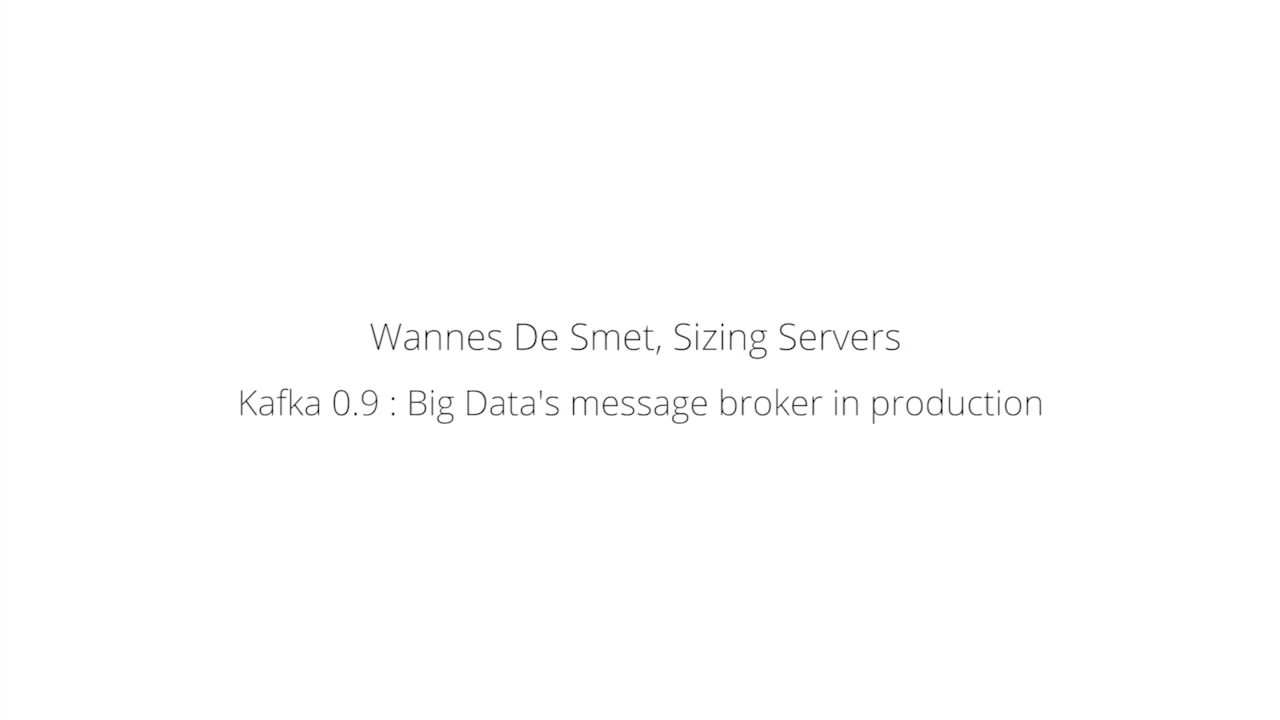 Wannes De Smet, Sizing Servers
Kafka 0.9 : Big Data's message broker in production